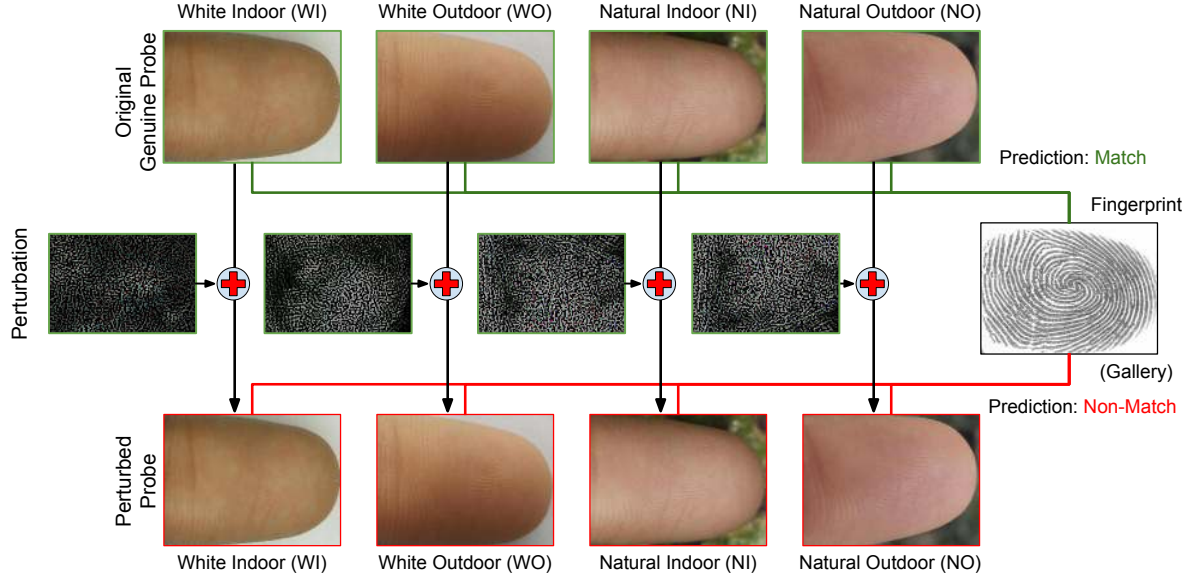 White Indoor (WI)
White Outdoor (WO)
Natural Indoor (NI)
Natural Outdoor (NO)
Original
Genuine Probe
Prediction: Match
Fingerprint
Perturbation
(Gallery)
Prediction: Non-Match
Perturbed
Probe
White Indoor (WI)
White Outdoor (WO)
Natural Indoor (NI)
Natural Outdoor (NO)